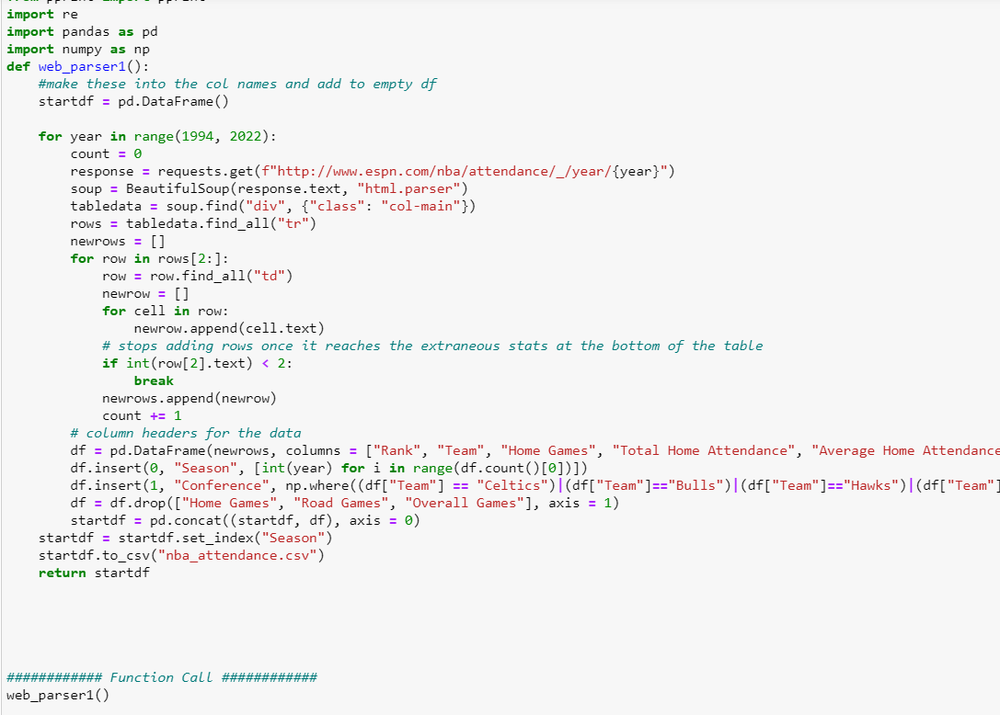 import re
import pandas as pd
import numpy as np
def web_parser1():
    #make these into the col names and add to empty df
    startdf = pd.DataFrame()
    for year in range(1994, 2022):
        count = 0
        response = requests.get(f"http://www.espn.com/nba/attendance/_/year/{year}")
        soup = BeautifulSoup(response.text, "html.parser")
        tabledata = soup.find("div", {"class": "col-main"})
        rows = tabledata.find_all("tr")
        newrows = []
        for row in rows[2:]:
            row = row.find_all("td")
            newrow = []
            for cell in row:
                newrow.append(cell.text)
            # stops adding rows once it reaches the extraneous stats at the bottom of the table
            if int(row[2].text) < 2:
                break
            newrows.append(newrow)
            count += 1
        # column headers for the data
        df = pd.DataFrame(newrows, columns = ["Rank", "Team", "Home Games", "Total Home Attendance", "Average Home Attendance
        df.insert(0, "Season", [int(year) for i in range(df.count()[0])])
        df.insert(1, "Conference", np.where((df["Team"] == "Celtics")|(df["Team"]=="Bulls")|(df["Team"]=="Hawks")|(df["Team"]
        df = df.drop(["Home Games", "Road Games", "Overall Games"], axis = 1)
        startdf = pd.concat((startdf, df), axis = 0)
    startdf = startdf.set_index("Season")
    startdf.to_csv("nba_attendance.csv")
    return startdf
############ Function Call ############
web_parser1()